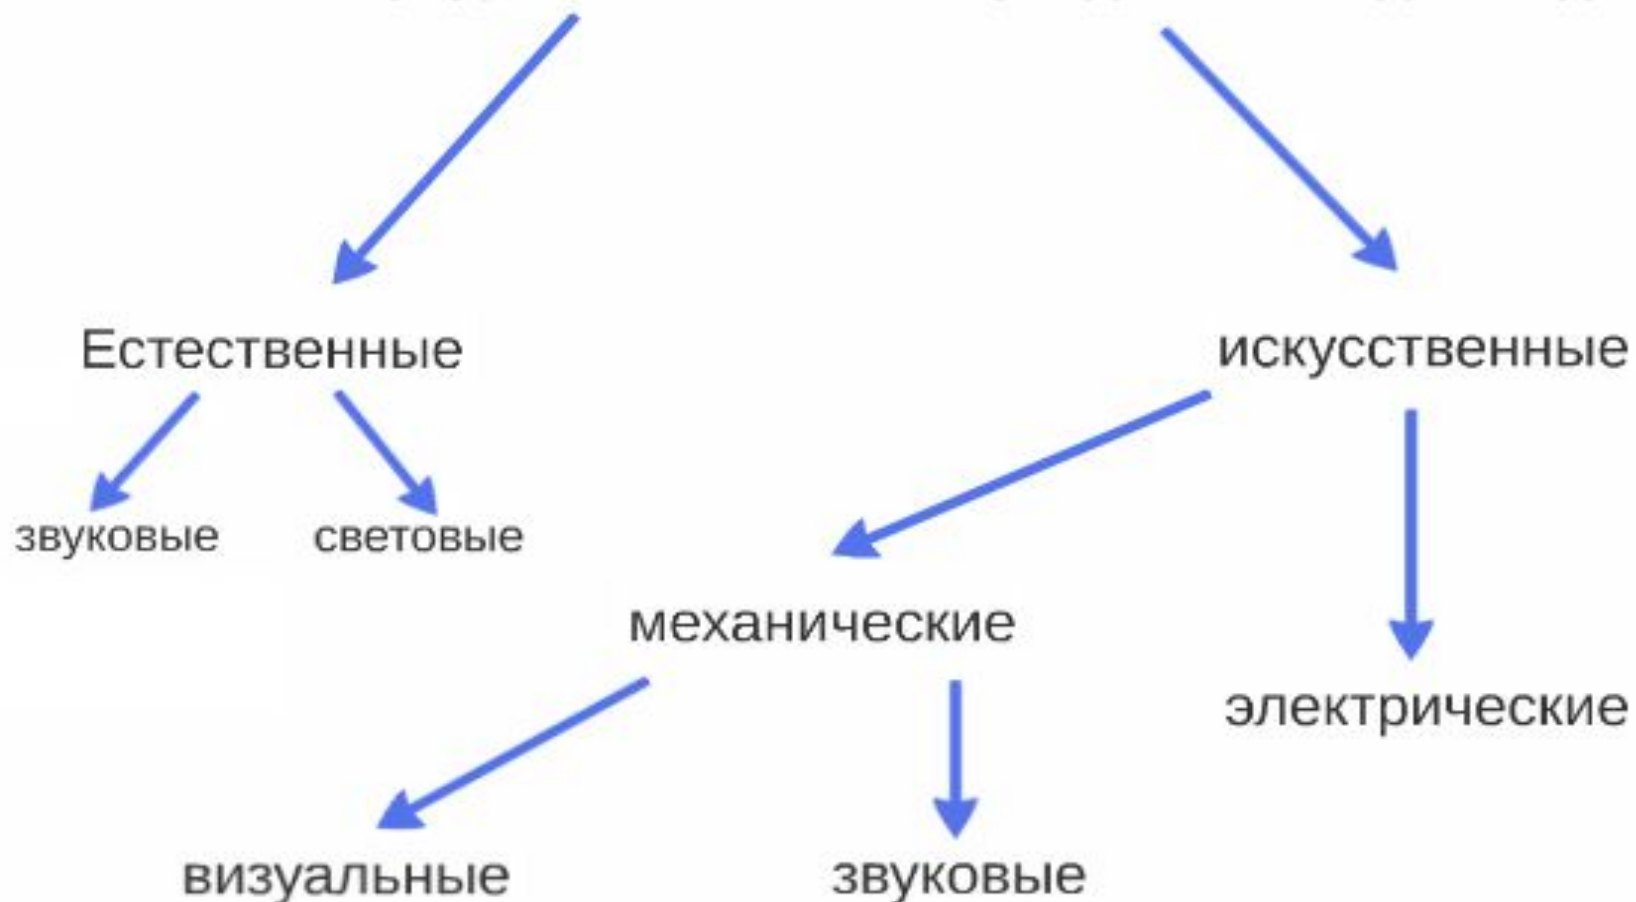 Естественные
искусственные
звуковые
световые
механические
электрические
визуальные
звуковые